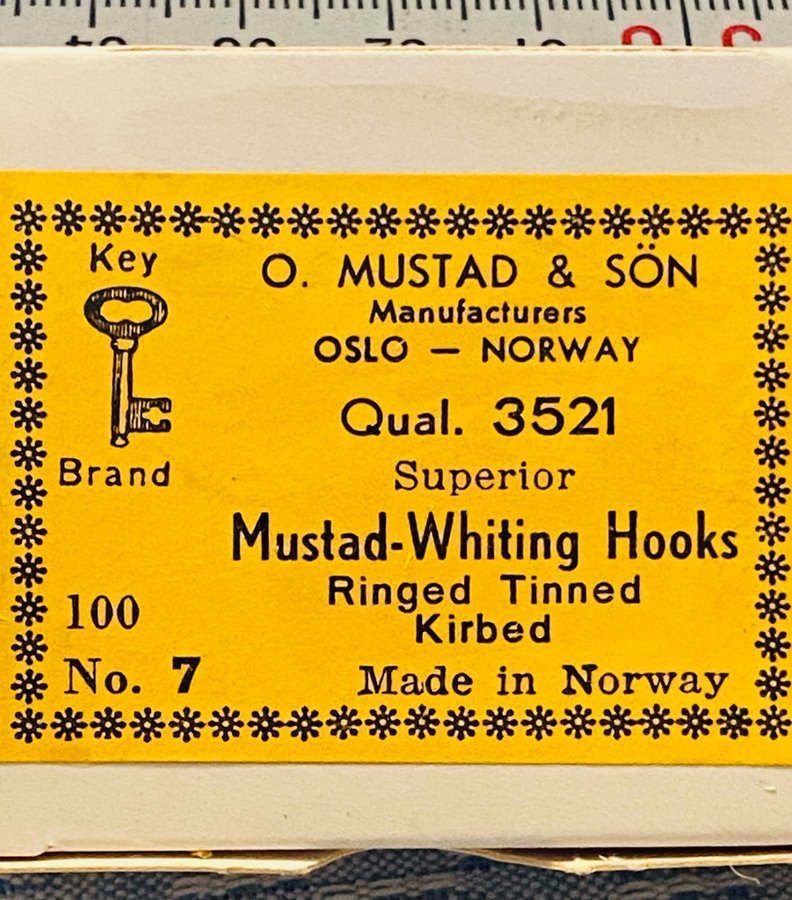 Key
Brand
O. MUSTAD & SÖN
Manufacturers
OSLO — NORWAY
Qual. 3521
Superior
Mustad-Whiting Hooks
Ringed Tinned
Kirbed
100
No. 7
Made in Norway